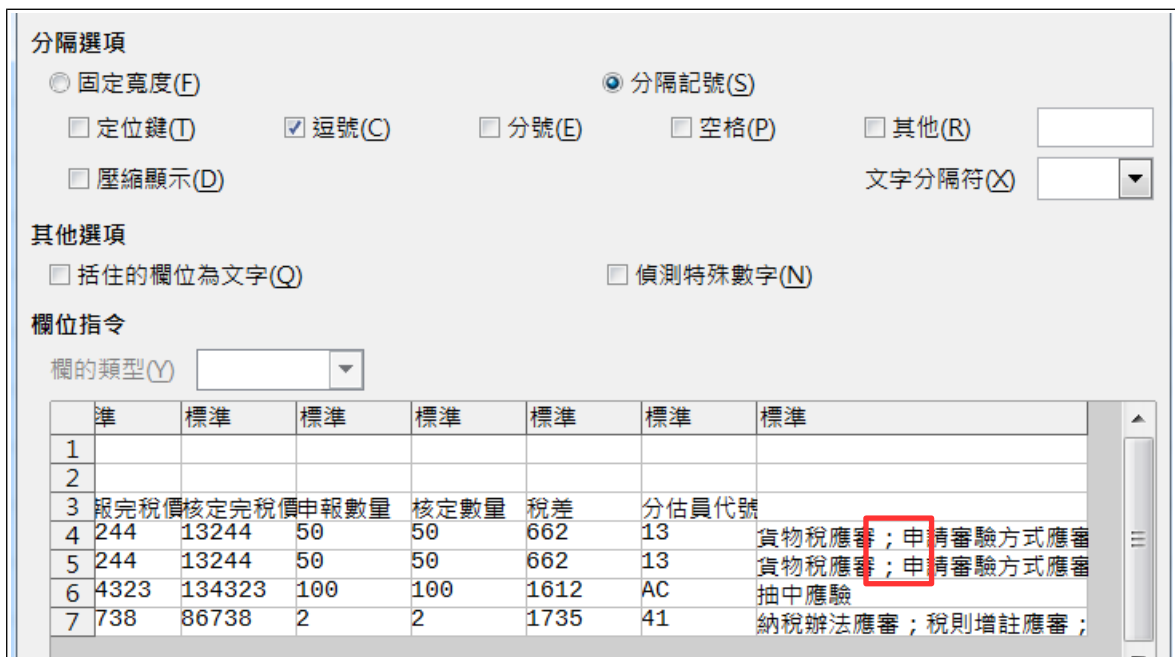 分隔選項
固定寬度(F) 分隔記號(S)
定位鍵(T) 逗號(C) 分號(E) 空格(P) 其他(R)
壓縮顯示(D) 文字分隔符(X)
其他選項
括住的欄位為文字(Q) 偵測特殊數字(N)
欄位指令
欄的類型(Y)
準 標準 標準 標準 標準 標準 標準
1
2
3 報完稅價 核定完稅價 申報數量 核定數量 稅差 分估員代號
4 244 13244 50 50 662 13 貨物稅應審；申請審驗方式應審
5 244 13244 50 50 662 13 貨物稅應審；申請審驗方式應審
6 4323 134323 100 100 1612 AC 抽中應驗
7 738 86738 2 2 1735 41 納稅辦法應審；稅則增註應審；